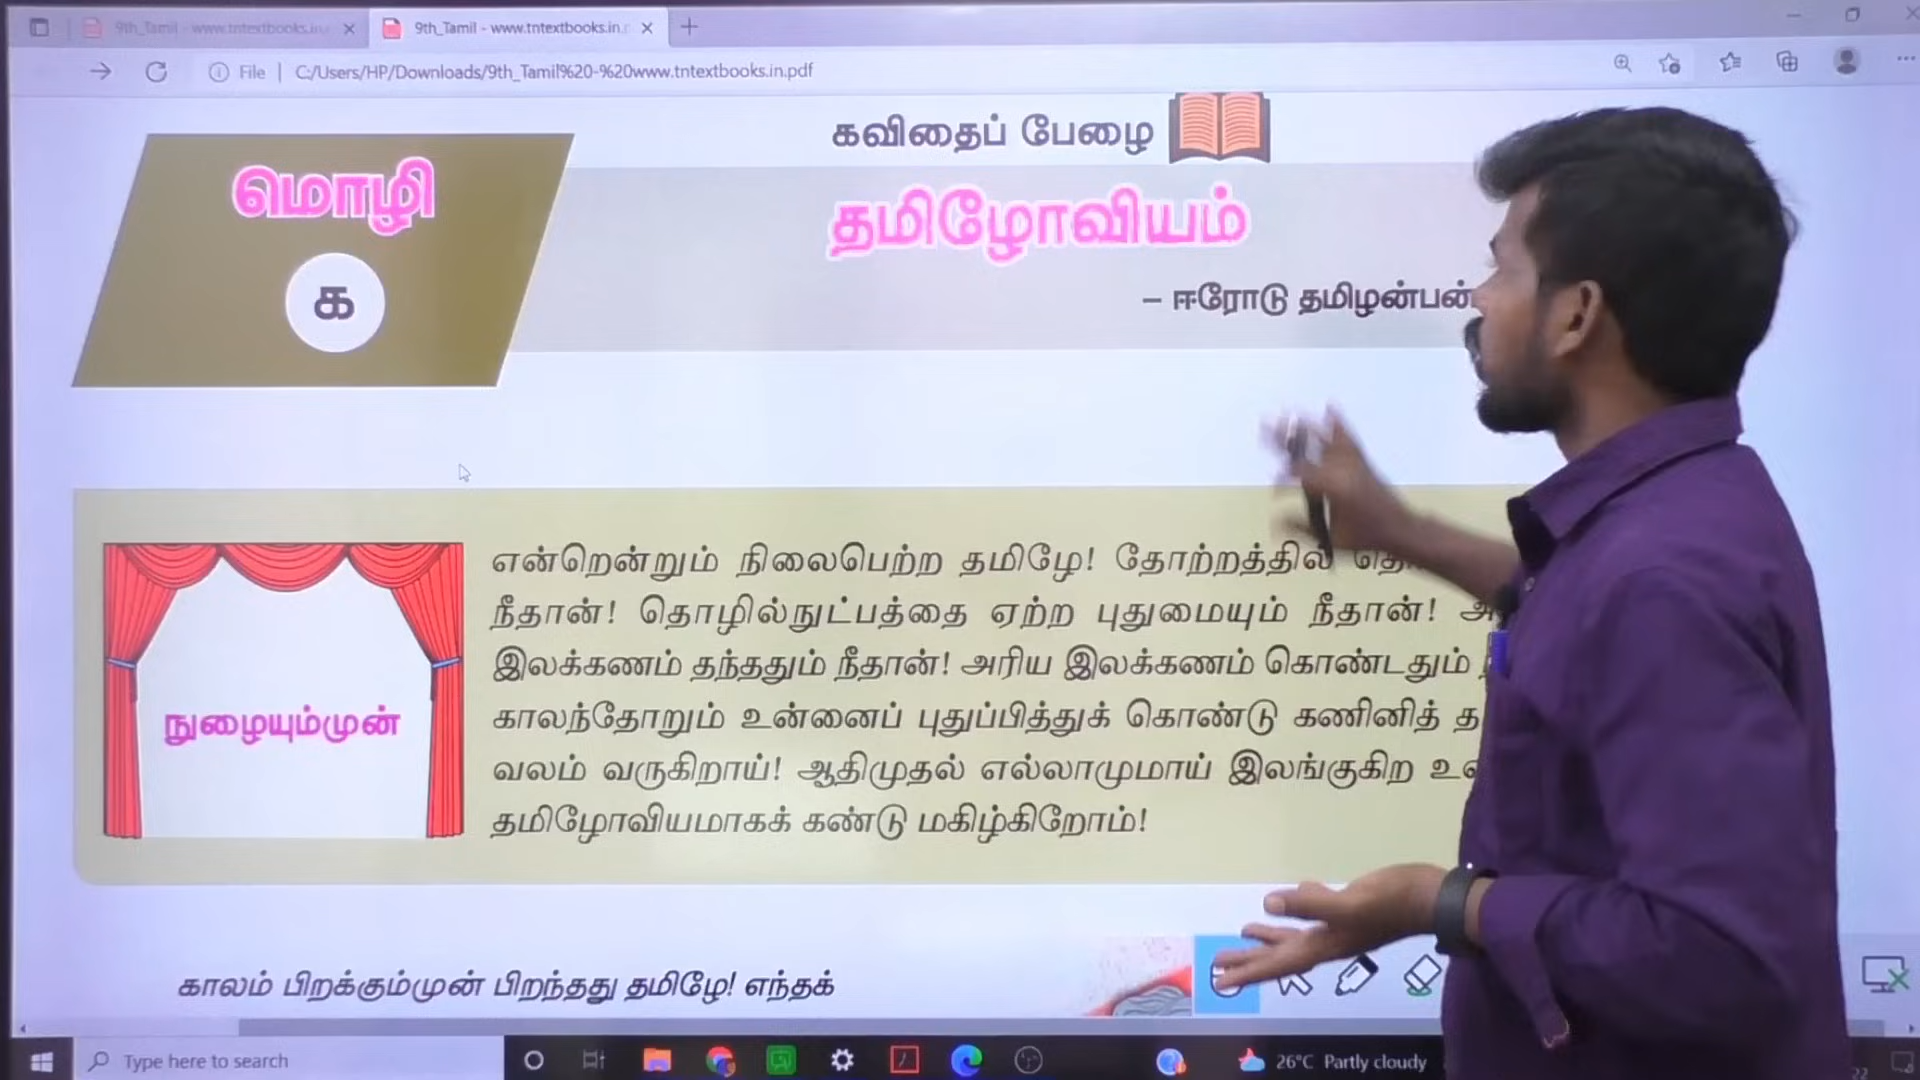 9th_Tamil - www.tntextbooks.in
9th_Tamil - www.tntextbooks.in.p
File | C:/Users/HP/Downloads/9th_Tamil%20-%20www.tntextbooks.in.pdf
கவிதைப் பேழை
மொழி
தமிழோவியம்
க
– ஈரோடு தமிழன்பன்
என்றென்றும் நிலைபெற்ற தமிழே! தோற்றத்தில்
நீதான்! தொழில்நுட்பத்தை ஏற்ற புதுமையும் நீதான்!
இலக்கணம் தந்ததும் நீதான்! அரிய இலக்கணம் கொண்டதும்
காலந்தோறும் உன்னைப் புதுப்பித்துக் கொண்டு கணினித்
வலம் வருகிறாய்! ஆதிமுதல் எல்லாமுமாய் இலங்குகிற
தமிழோவியமாகக் கண்டு மகிழ்கிறோம்!
நுழையும்முன்
காலம் பிறக்கும்முன் பிறந்தது தமிழே! எந்தக்
Type here to search
26°C Partly cloudy